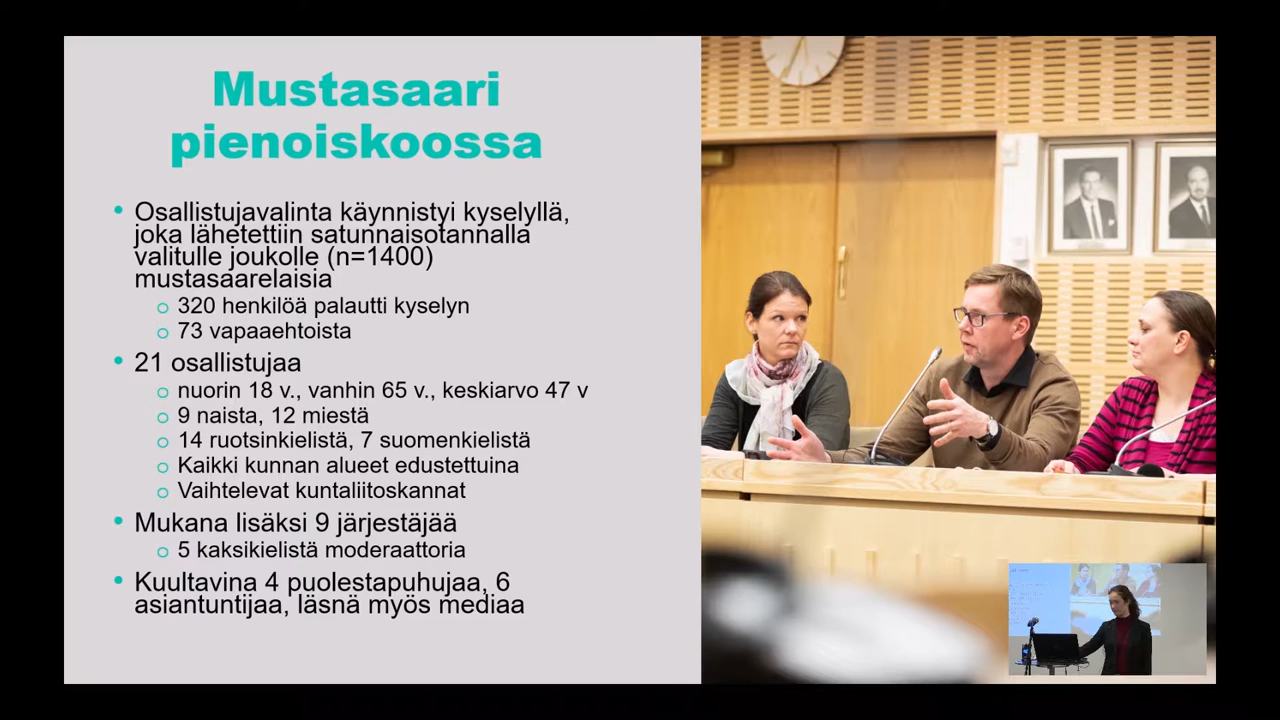 Mustasaari
pienoiskoossa
• Osallistujavalinta käynnistyi kyselyllä,
joka lähetettiin satunnaisotannalla
valitulle joukolle (n=1400)
mustasaarelaisia
o 320 henkilöä palautti kyselyn
o 73 vapaaehtoista
• 21 osallistujaa
o nuorin 18 v., vanhin 65 v., keskiarvo 47 v
o 9 naista, 12 miestä
o 14 ruotsinkielistä, 7 suomenkielistä
o Kaikki kunnan alueet edustettuina
o Vaihtelevat kuntaliitoskannat
• Mukana lisäksi 9 järjestäjää
o 5 kaksikielistä moderaattoria
• Kuultavina 4 puolestapuhujaa, 6
asiantuntijaa, läsnä myös mediaa